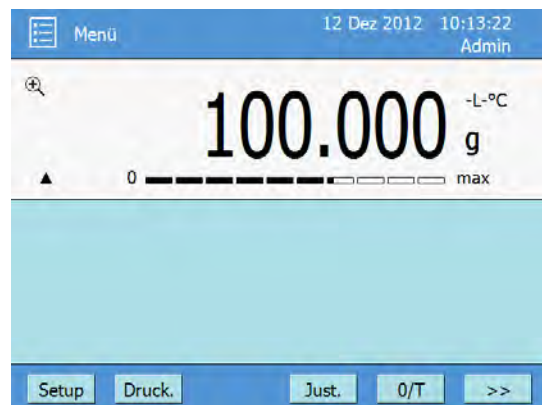 Menü
12 Dez 2012 10:13:22
Admin
100.000 g
-L-°C
0 max
Setup Druck. Just. 0/T >>